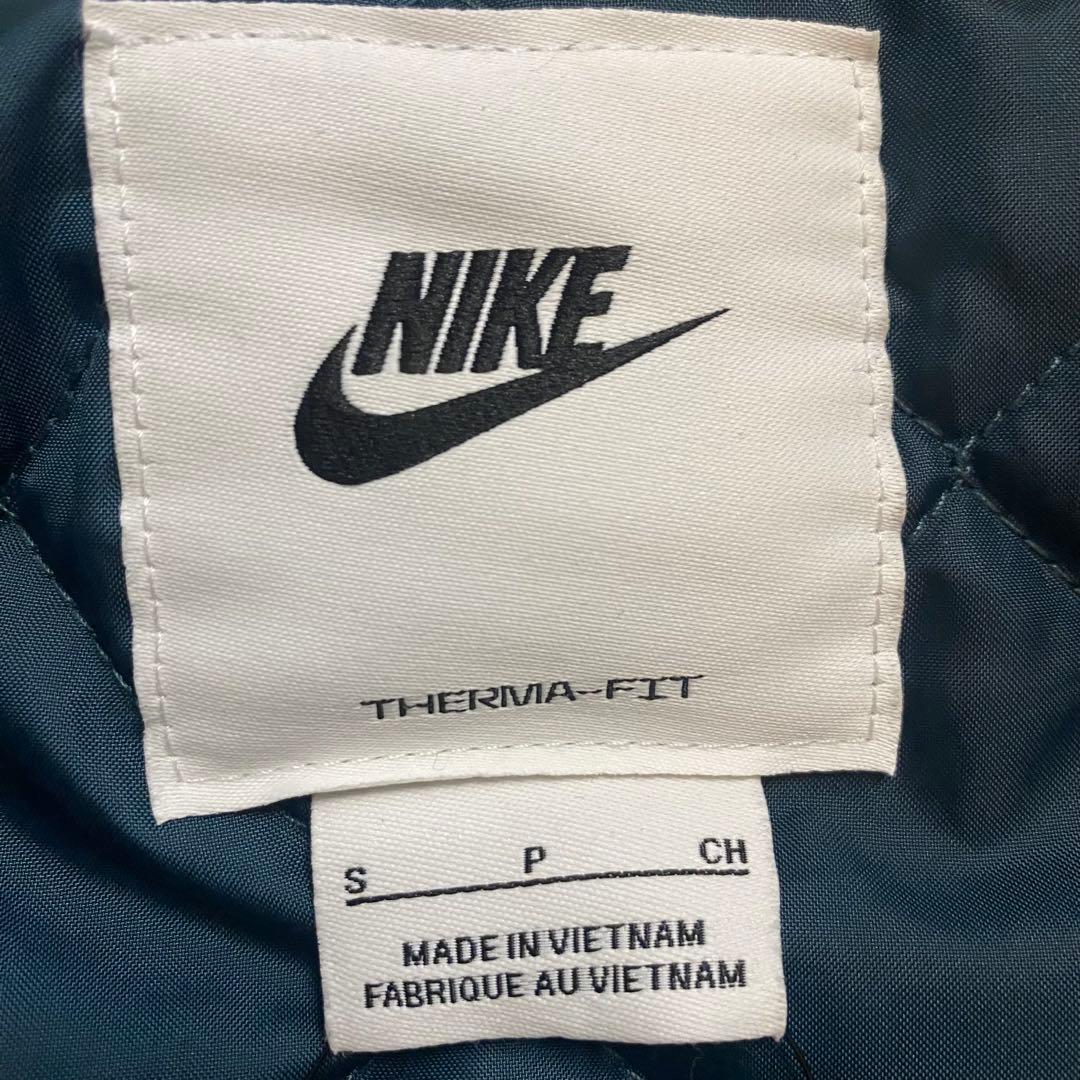 NIKE
THERMA-FIT
S P CH
MADE IN VIETNAM
FABRIQUE AU VIETNAM